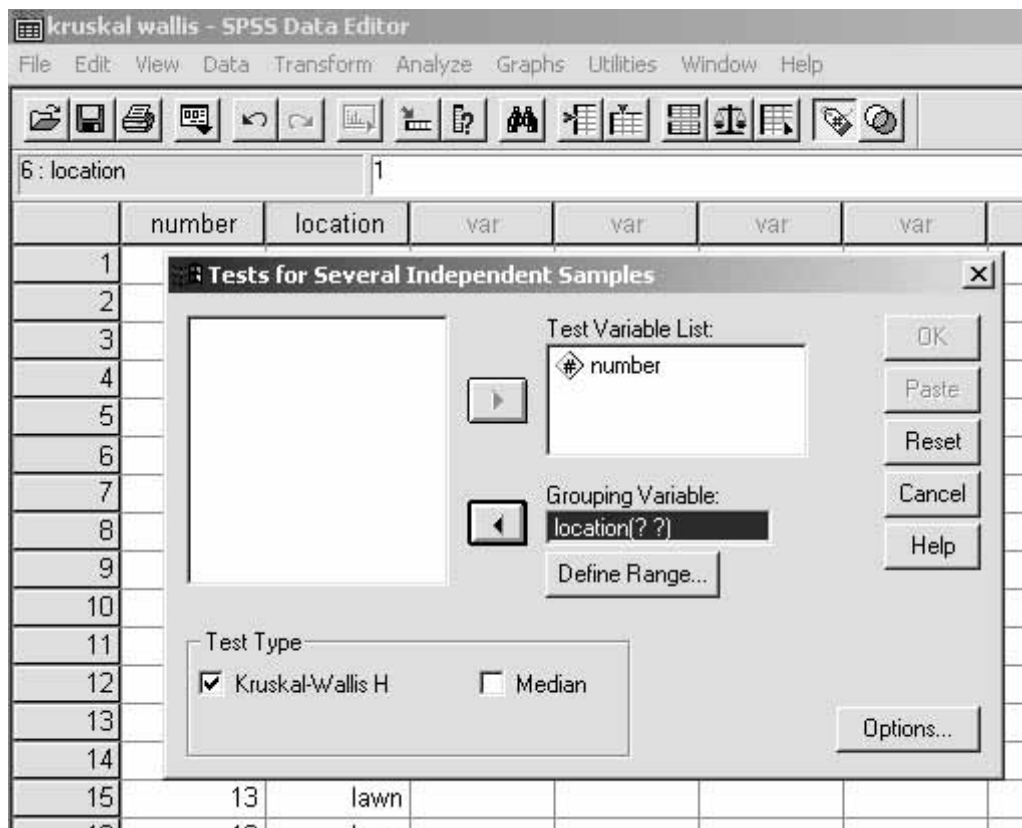 kruskal wallis - SPSS Data Editor
File Edit View Data Transform Analyze Graphs Utilities Window Help
6 : location 1
number location var var var var
1
Tests for Several Independent Samples
2
3 Test Variable List: OK
# number
4 Paste
5
6 Reset
7 Grouping Variable: Cancel
8 location(? ?)
Help
9 Define Range...
10
11 Test Type
12 Kruskal-Wallis H Median
13 Options...
14
15 13 lawn